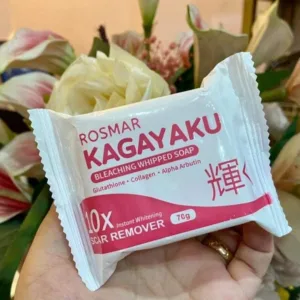 ROSMAR
KAGAYAKU
BLEACHING WHIPPED SOAP
Glutathione • Collagen • Alpha Arbutin
輝く
10x Instant Whitening
SCAR REMOVER 70g